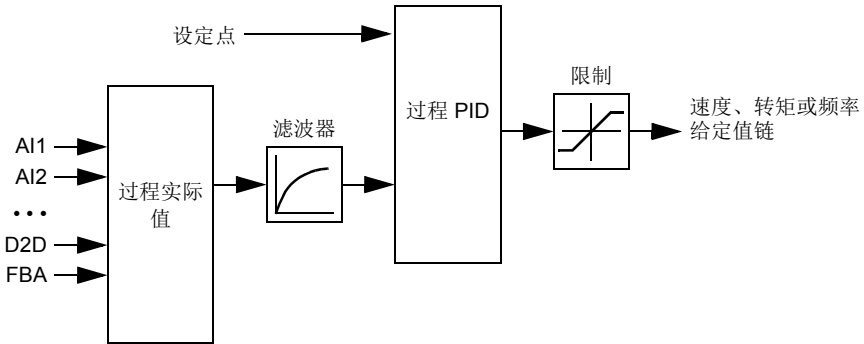 设定点
过程 PID
限制
速度、转矩或频率
给定值链
滤波器
AI1
AI2
•••
D2D
FBA
过程实际
值